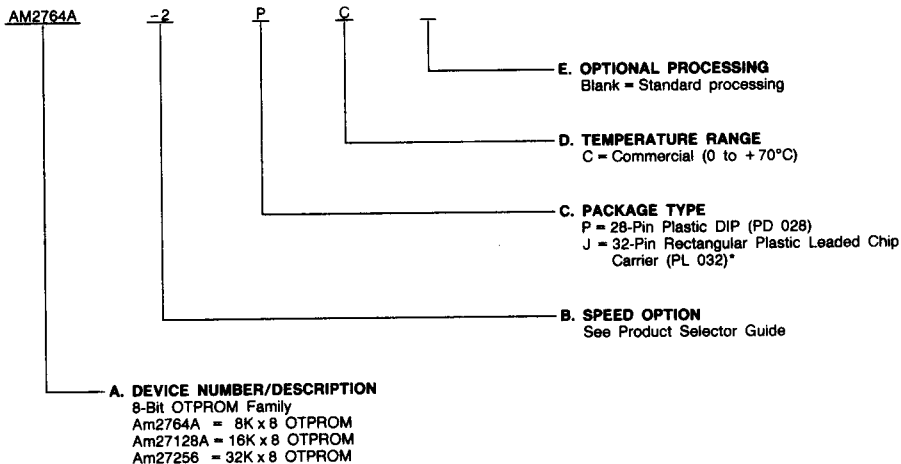 AM2764A -2 P C _
E. OPTIONAL PROCESSING
Blank = Standard processing
D. TEMPERATURE RANGE
C = Commercial (0 to +70°C)
C. PACKAGE TYPE
P = 28-Pin Plastic DIP (PD 028)
J = 32-Pin Rectangular Plastic Leaded Chip
Carrier (PL 032)*
B. SPEED OPTION
See Product Selector Guide
A. DEVICE NUMBER/DESCRIPTION
8-Bit OTPROM Family
Am2764A = 8K x 8 OTPROM
Am27128A = 16K x 8 OTPROM
Am27256 = 32K x 8 OTPROM